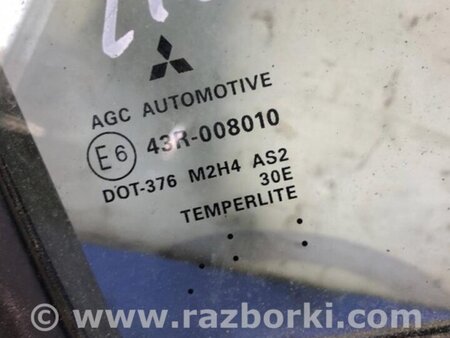 AGC AUTOMOTIVE
E6 43R-008010
DOT-376 M2H4 AS2
30E
TEMPERLITE
© www.razborki.com